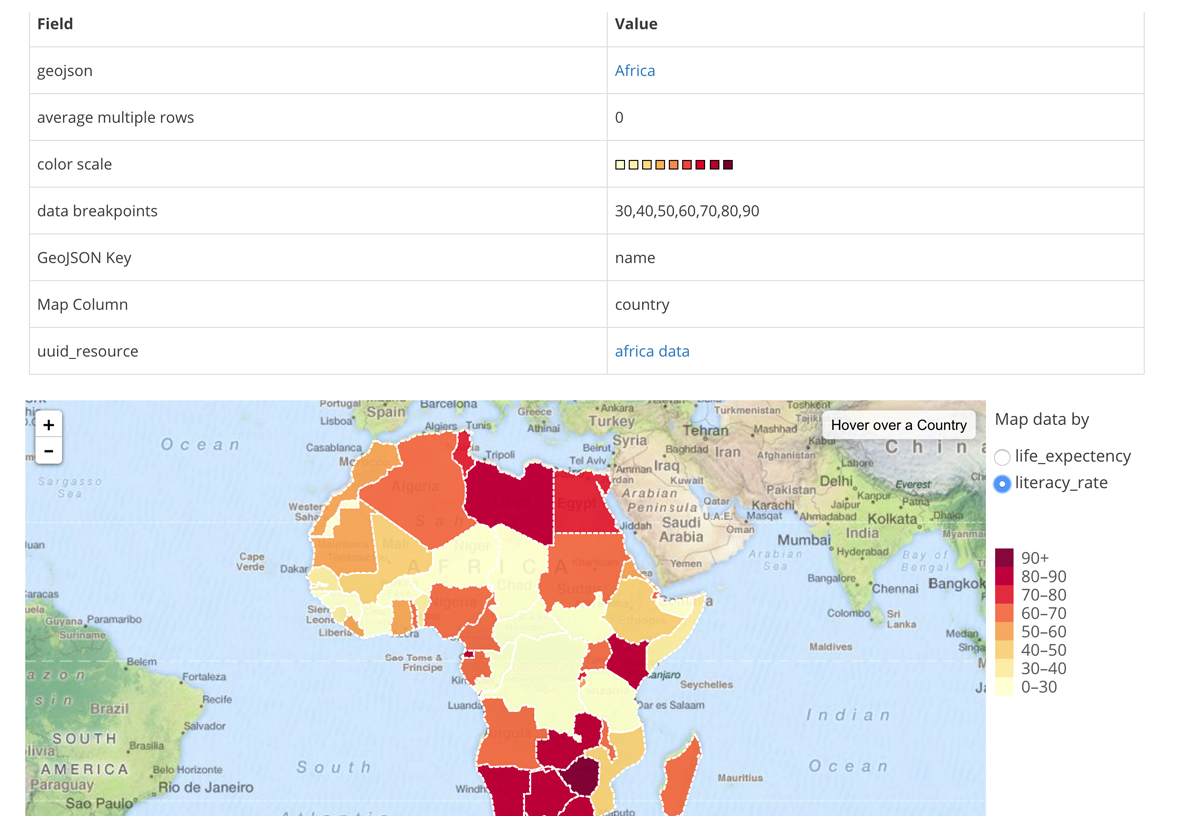 Field Value
geojson Africa
average multiple rows 0
color scale
data breakpoints 30,40,50,60,70,80,90
GeoJSON Key name
Map Column country
uuid_resource africa data
+
−
Hover over a Country
Map data by
life_expectency
literacy_rate
90+
80–90
70–80
60–70
50–60
40–50
30–40
0–30
Portugal
Spain
Barcelona
Lisboa
Algiers
Tunis
Greece
Athinai
Ankara
Turkey
Turkmenistan
Toshkent
Mashhad
Tehran
Kabul
Afghanistan
China
Ocean
Casablanca
Tripoli
Beirut
Syria
Tel Aviv
Baghdad
Iran
Iraq
Amman
Lahore
Sargasso
Sea
Algeria
Egypt
Kuwait
Pakistan
Delhi
Everest
Arabian
Peninsula
Qatar
U.A.E.
Karachi
Jaipur
Kanpur
Patna
Western
Jiddah
Saudi
Arabia
Masqat
Oman
Ahmadabad
Kolkata
Dhaka
India
Mumbai
Myanmar
Mali
Niger
Cape
Verde
Dakar
AFRICA
Chad
Yemen
Arabian
Sea
Hyderabad
Bay of
Bengal
Bangalore
Chennai
Bangkok
Caracas
Guyana
Paramaribo
Suriname
Leone
Liberia
Accra
Nigeria
Ethiopia
Somalia
Colombo
Sri
Lanka
Medan
Belem
Sao Tome &
Principe
Maldives
Fortaleza
Seychelles
Recife
Brazil
Luanda
Tanzania
Dar es Salaam
Salvador
Angola
Indian
Ocean
SOUTH
AMERICA
Brasilia
Belo Horizonte
Rio de Janeiro
Sao Paulo
Paraguay
South
Atlantic
Mauritius